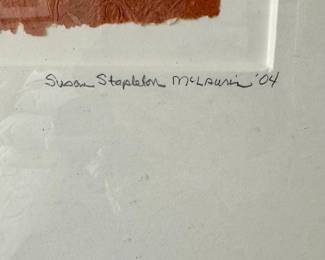 Susan Stapleton McLaurin '04